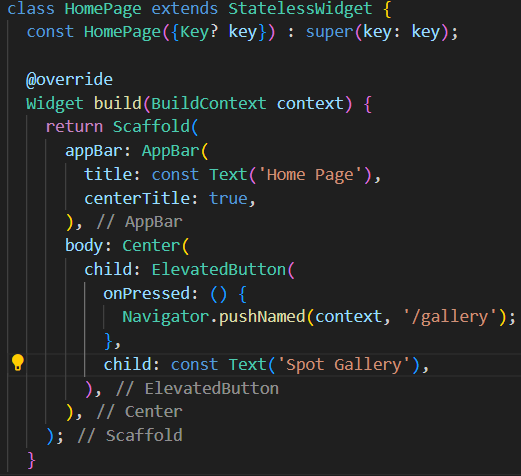 class HomePage extends StatelessWidget {
  const HomePage({Key? key}) : super(key: key);

  @override
  Widget build(BuildContext context) {
    return Scaffold(
      appBar: AppBar(
        title: const Text('Home Page'),
        centerTitle: true,
      ), // AppBar
      body: Center(
        child: ElevatedButton(
          onPressed: () {
            Navigator.pushNamed(context, '/gallery');
          },
          child: const Text('Spot Gallery'),
        ), // ElevatedButton
      ), // Center
    ); // Scaffold
  }